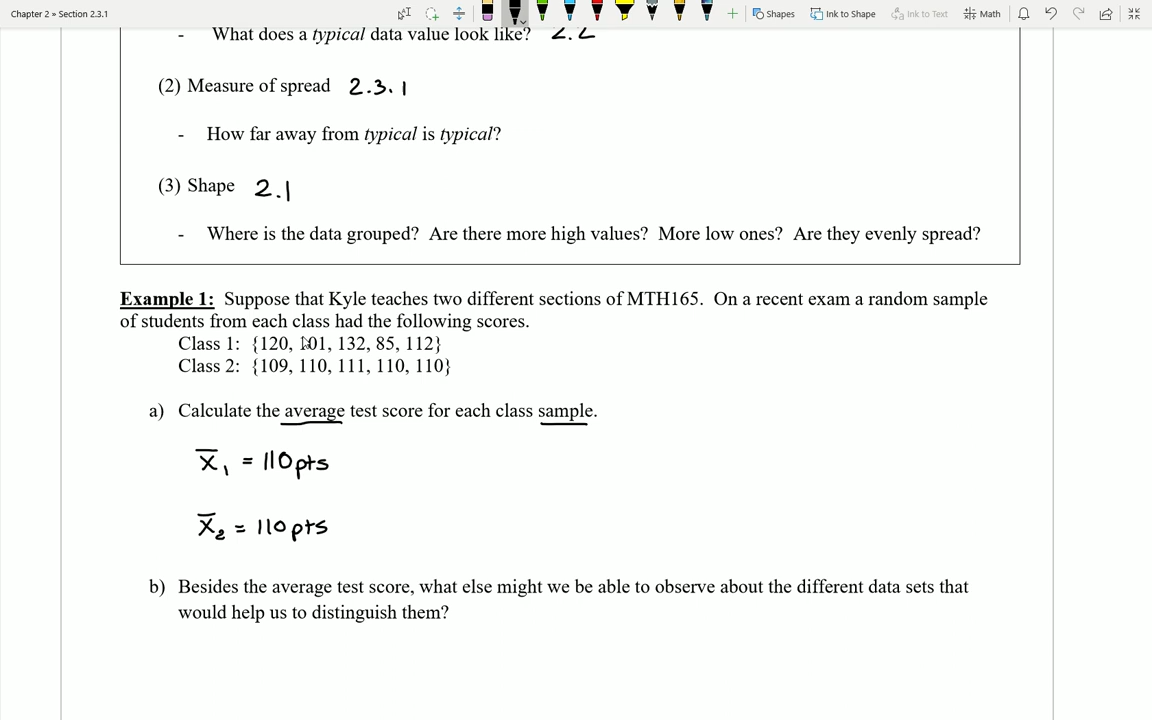 Chapter 2 » Section 2.3.1
Shapes Ink to Shape Ink to Text Math
- What does a typical data value look like? 2.2
(2) Measure of spread 2.3.1
- How far away from typical is typical?
(3) Shape 2.1
- Where is the data grouped? Are there more high values? More low ones? Are they evenly spread?
Example 1: Suppose that Kyle teaches two different sections of MTH165. On a recent exam a random sample
of students from each class had the following scores.
Class 1: {120, 101, 132, 85, 112}
Class 2: {109, 110, 111, 110, 110}
a) Calculate the average test score for each class sample.
x̄₁ = 110 pts
x̄₂ = 110 pts
b) Besides the average test score, what else might we be able to observe about the different data sets that
would help us to distinguish them?